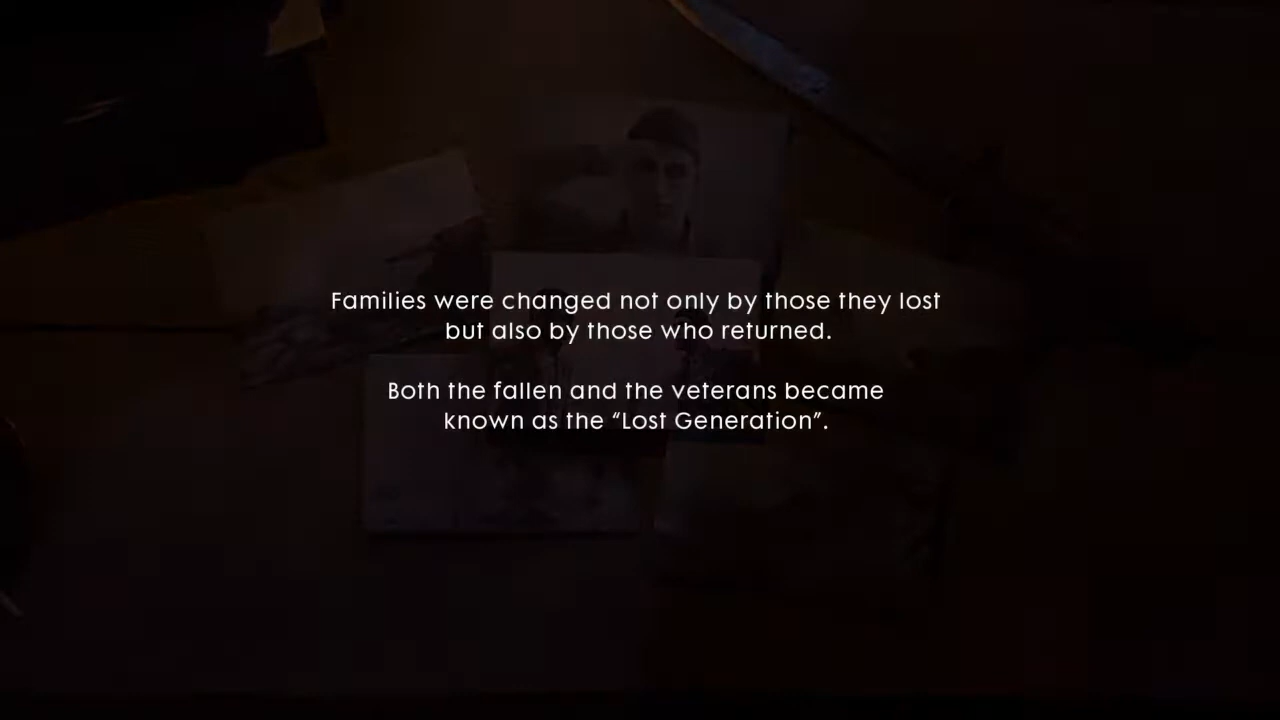 Families were changed not only by those they lost
but also by those who returned.
Both the fallen and the veterans became
known as the “Lost Generation”.